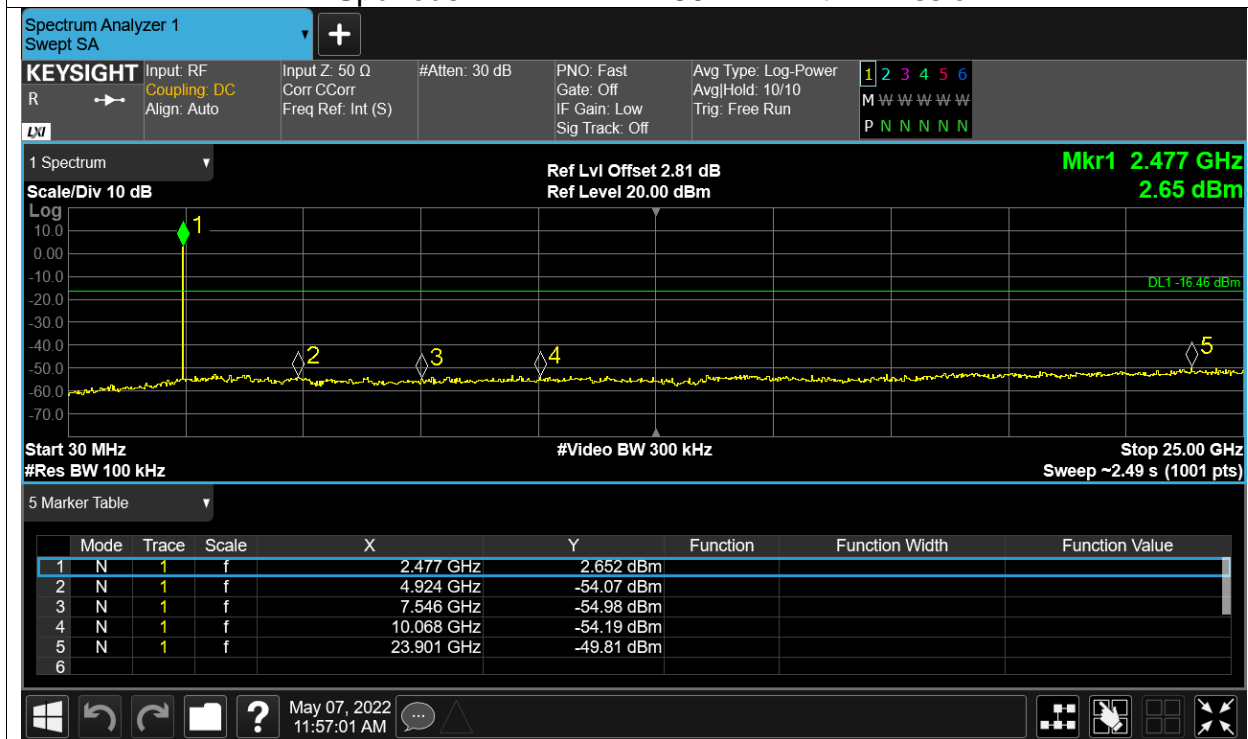 Spectrum Analyzer 1
Swept SA
KEYSIGHT Input: RF Input Z: 50 Ω #Atten: 30 dB PNO: Fast Avg Type: Log-Power 1 2 3 4 5 6
R Coupling: DC Corr CCorr Gate: Off Avg|Hold: 10/10 M W W W W W
Align: Auto Freq Ref: Int (S) IF Gain: Low Trig: Free Run
LXI Sig Track: Off P N N N N N
1 Spectrum Ref Lvl Offset 2.81 dB Mkr1 2.477 GHz
Scale/Div 10 dB Ref Level 20.00 dBm 2.65 dBm
Log
10.0 1
0.00
-10.0
DL1 -16.46 dBm
-20.0
-30.0
-40.0 2 3 4 5
-50.0
-60.0
-70.0
Start 30 MHz #Video BW 300 kHz Stop 25.00 GHz
#Res BW 100 kHz Sweep ~2.49 s (1001 pts)
5 Marker Table
Mode Trace Scale X Y Function Function Width Function Value
1 N 1 f 2.477 GHz 2.652 dBm
2 N 1 f 4.924 GHz -54.07 dBm
3 N 1 f 7.546 GHz -54.98 dBm
4 N 1 f 10.068 GHz -54.19 dBm
5 N 1 f 23.901 GHz -49.81 dBm
6
? May 07, 2022
11:57:01 AM